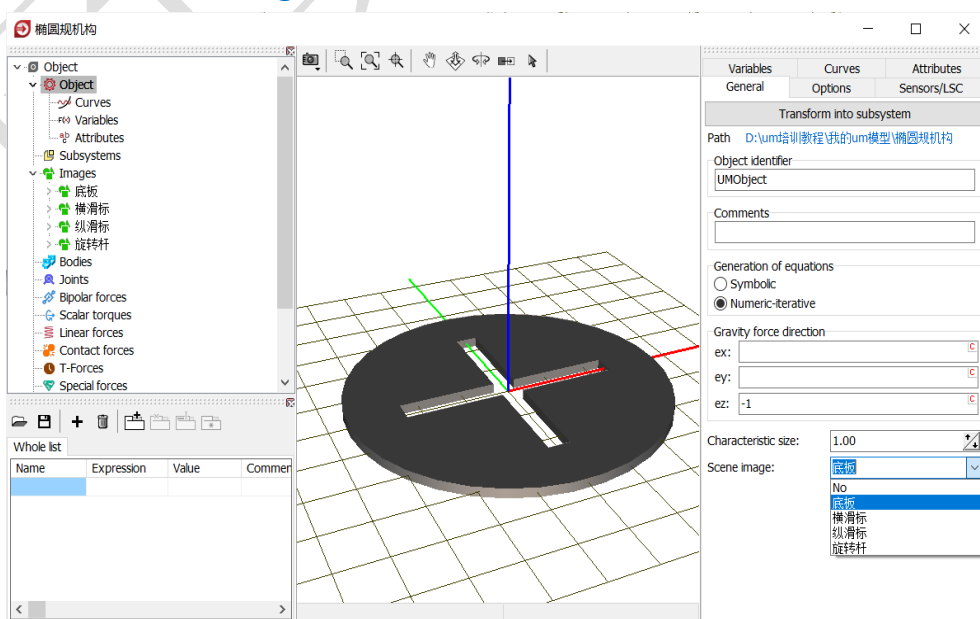 椭圆规机构
Object
Object
Curves
Variables
Attributes
Subsystems
Images
底板
横滑标
纵滑标
旋转杆
Bodies
Joints
Bipolar forces
Scalar torques
Linear forces
Contact forces
T-Forces
Special forces
Whole list
Name Expression Value Commen
Variables Curves Attributes
General Options Sensors/LSC
Transform into subsystem
Path D:\um培训教程\我的um模型\椭圆规机构
Object identifier
UMObject
Comments
Generation of equations
Symbolic
Numeric-iterative
Gravity force direction
ex: C
ey: C
ez: -1 C
Characteristic size: 1.00
Scene image: 底板
No
底板
横滑标
纵滑标
旋转杆